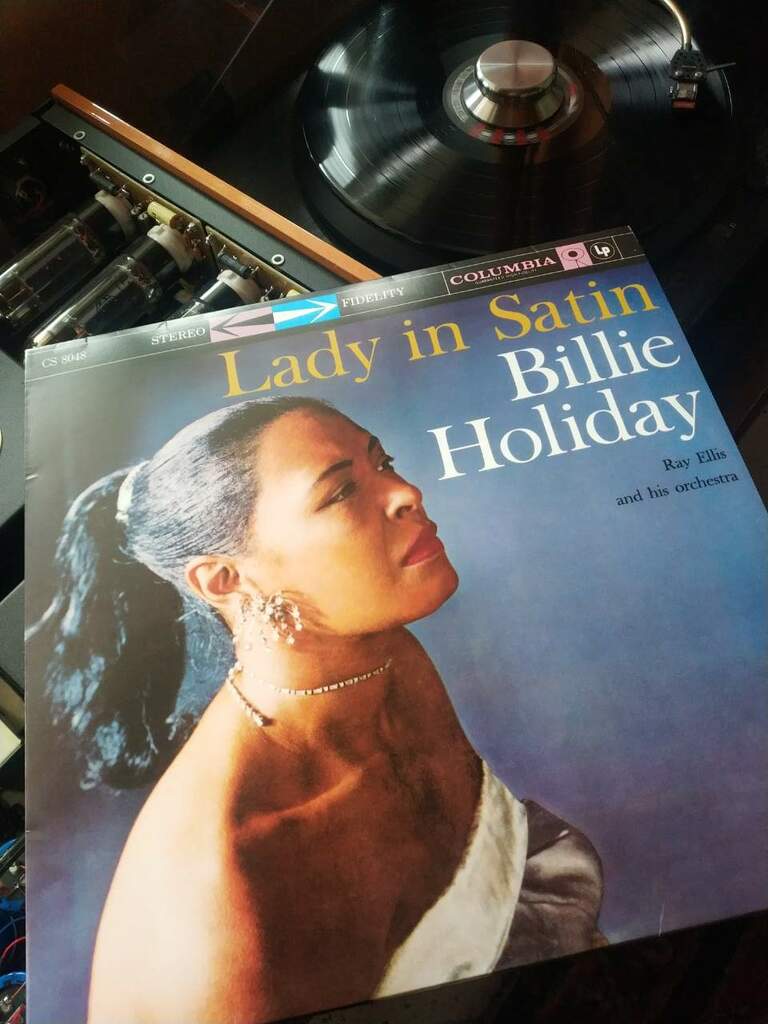 CS 8048
STEREO
FIDELITY
COLUMBIA
Lp
Lady in Satin
Billie
Holiday
Ray Ellis
and his orchestra